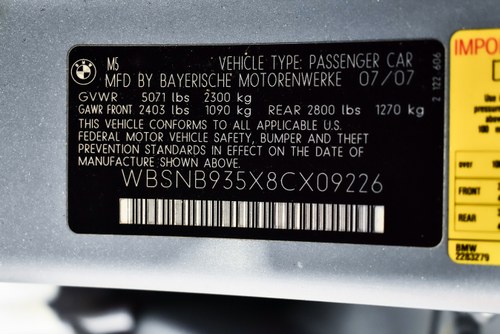 BMW
M5 VEHICLE TYPE: PASSENGER CAR
MFD BY BAYERISCHE MOTORENWERKE 07/07
GVWR 5071 lbs 2300 kg
GAWR FRONT 2403 lbs 1090 kg REAR 2800 lbs 1270 kg
THIS VEHICLE CONFORMS TO ALL APPLICABLE U.S.
FEDERAL MOTOR VEHICLE SAFETY, BUMPER AND THEFT
PREVENTION STANDARDS IN EFFECT ON THE DATE OF
MANUFACTURE SHOWN ABOVE.
WBSNB935X8CX09226
2 122 606
over
FRONT
REAR
BMW
2283279